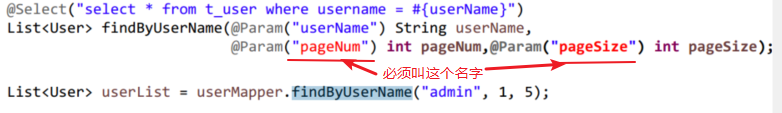 @Select("select * from t_user where username = #{userName}")
List<User> findByUserName(@Param("userName") String userName,
@Param("pageNum") int pageNum,@Param("pageSize") int pageSize);
必须叫这个名字
List<User> userList = userMapper.findByUserName("admin", 1, 5);